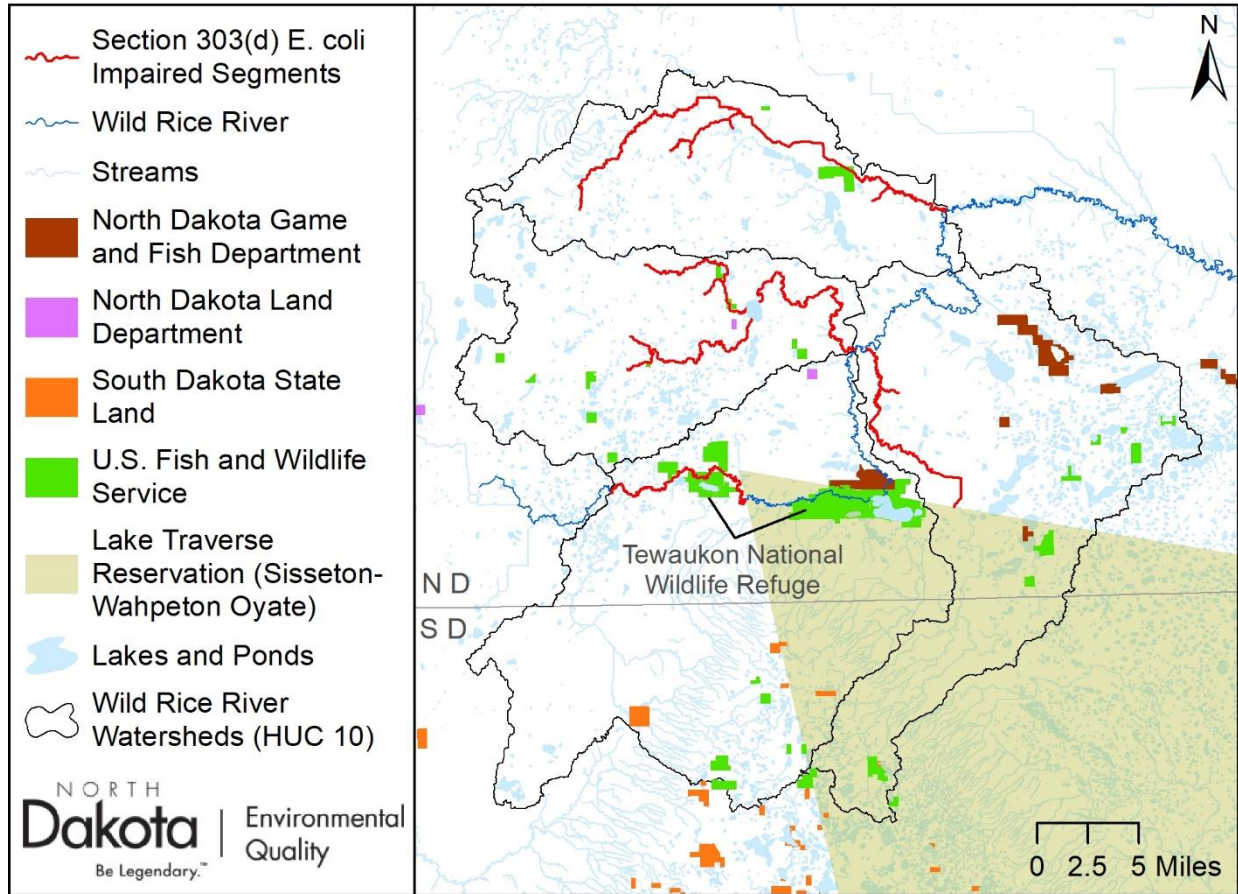 Section 303(d) E. coli
Impaired Segments
Wild Rice River
Streams
North Dakota Game
and Fish Department
North Dakota Land
Department
South Dakota State
Land
U.S. Fish and Wildlife
Service
Lake Traverse
Reservation (Sisseton-
Wahpeton Oyate)
Lakes and Ponds
Wild Rice River
Watersheds (HUC 10)
NORTH
Dakota
Be Legendary.™
Environmental
Quality
N
Tewaukon National
Wildlife Refuge
N D
S D
0 2.5 5 Miles